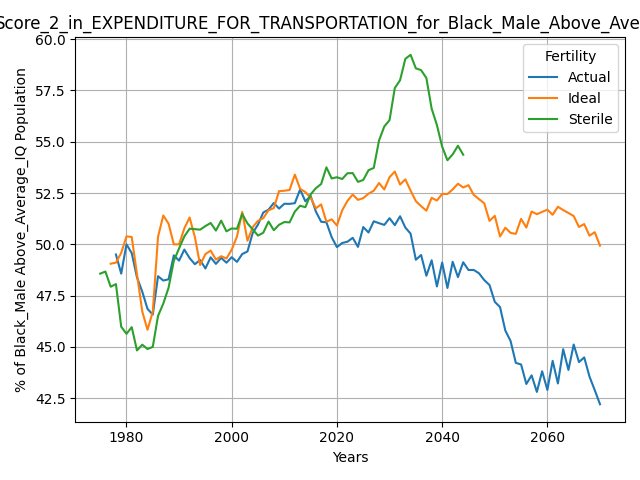 Score_2_in_EXPENDITURE_FOR_TRANSPORTATION_for_Black_Male_Above_Ave
% of Black_Male Above_Average_IQ Population
60.0
57.5
55.0
52.5
50.0
47.5
45.0
42.5
Fertility
Actual
Ideal
Sterile
1980 2000 2020 2040 2060
Years